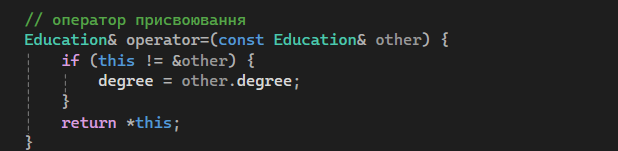 // оператор присвоювання
Education& operator=(const Education& other) {
if (this != &other) {
degree = other.degree;
}
return *this;
}